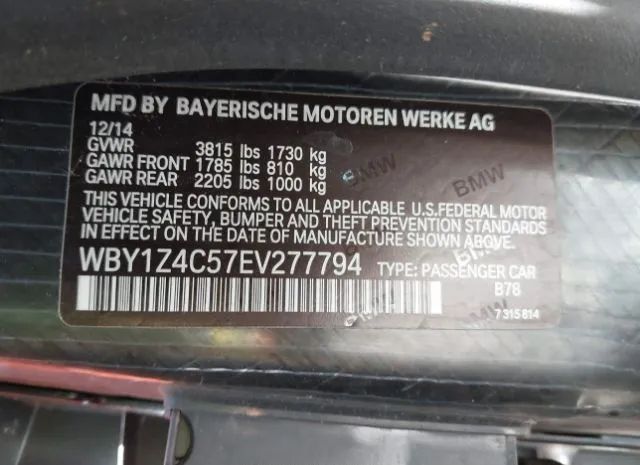 MFD BY BAYERISCHE MOTOREN WERKE AG
12/14
GVWR 3815 lbs 1730 kg
GAWR FRONT 1785 lbs 810 kg
GAWR REAR 2205 lbs 1000 kg
BMW
BMW
THIS VEHICLE CONFORMS TO ALL APPLICABLE U.S.FEDERAL MOTOR
VEHICLE SAFETY, BUMPER AND THEFT PREVENTION STANDARDS
IN EFFECT ON THE DATE OF MANUFACTURE SHOWN ABOVE.
WBY1Z4C57EV277794 TYPE: PASSENGER CAR
B78
7 315 814
BMW